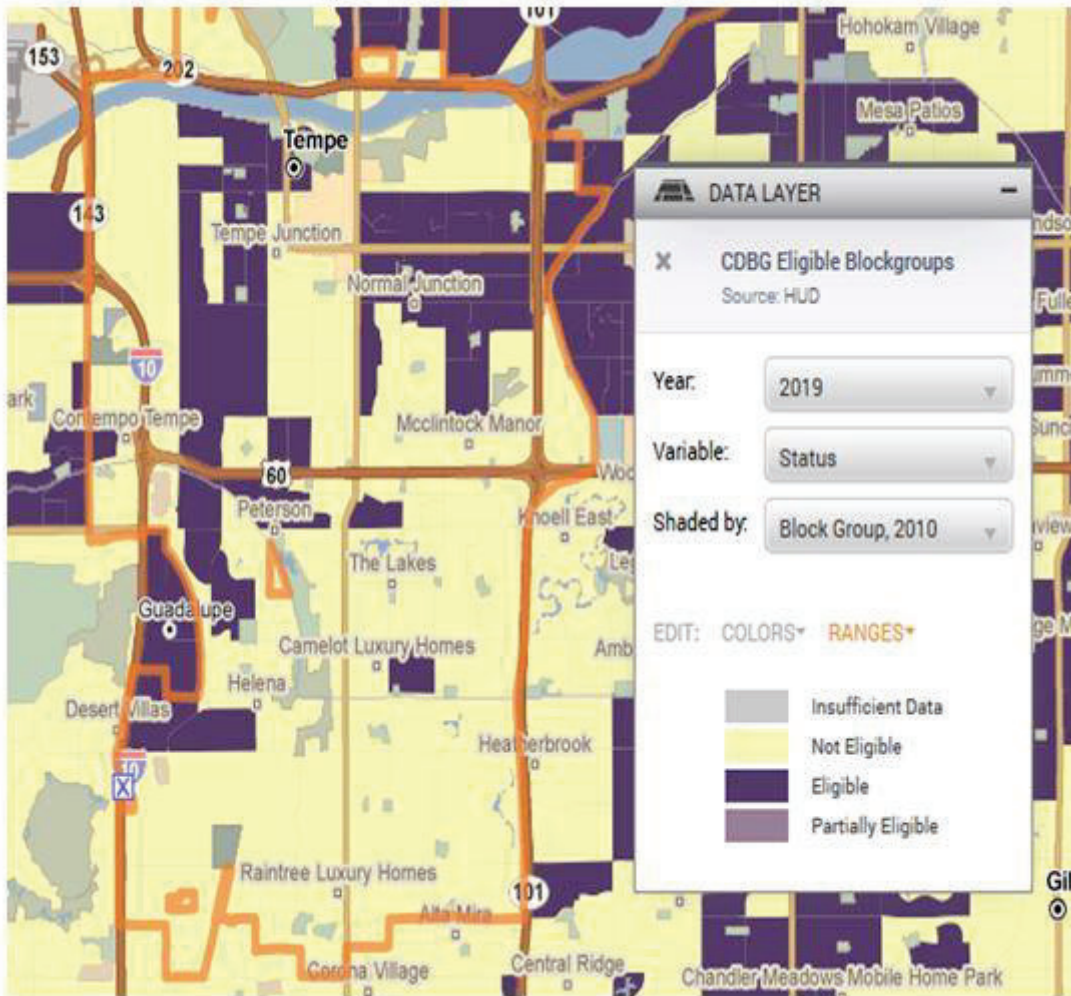 101
Hohokam Village
153
202
Mesa Patios
Tempe
DATA LAYER
143
Tempe Junction
CDBG Eligible Blockgroups
Source: HUD
Normal Junction
10
Year:
2019
ark
Contempo Tempe
Mcclintock Manor
Variable:
Status
60
Peterson
Knoell East
Shaded by:
Block Group, 2010
The Lakes
Guadalupe
EDIT:
COLORS
RANGES
Camelot Luxury Homes
Amb
Helena
Insufficient Data
Desert Villas
Heatherbrook
Not Eligible
10
X
Eligible
Partially Eligible
Raintree Luxury Homes
101
Gil
Alta Mira
Corona Village
Central Ridge
Chandler Meadows Mobile Home Park